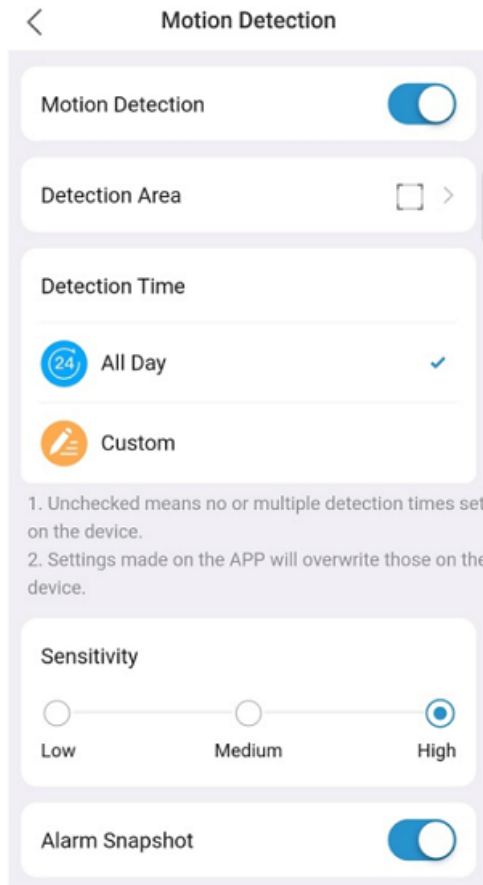 Motion Detection
Motion Detection
Detection Area
Detection Time
24
All Day
Custom
1. Unchecked means no or multiple detection times set
on the device.
2. Settings made on the APP will overwrite those on the
device.
Sensitivity
Low Medium High
Alarm Snapshot